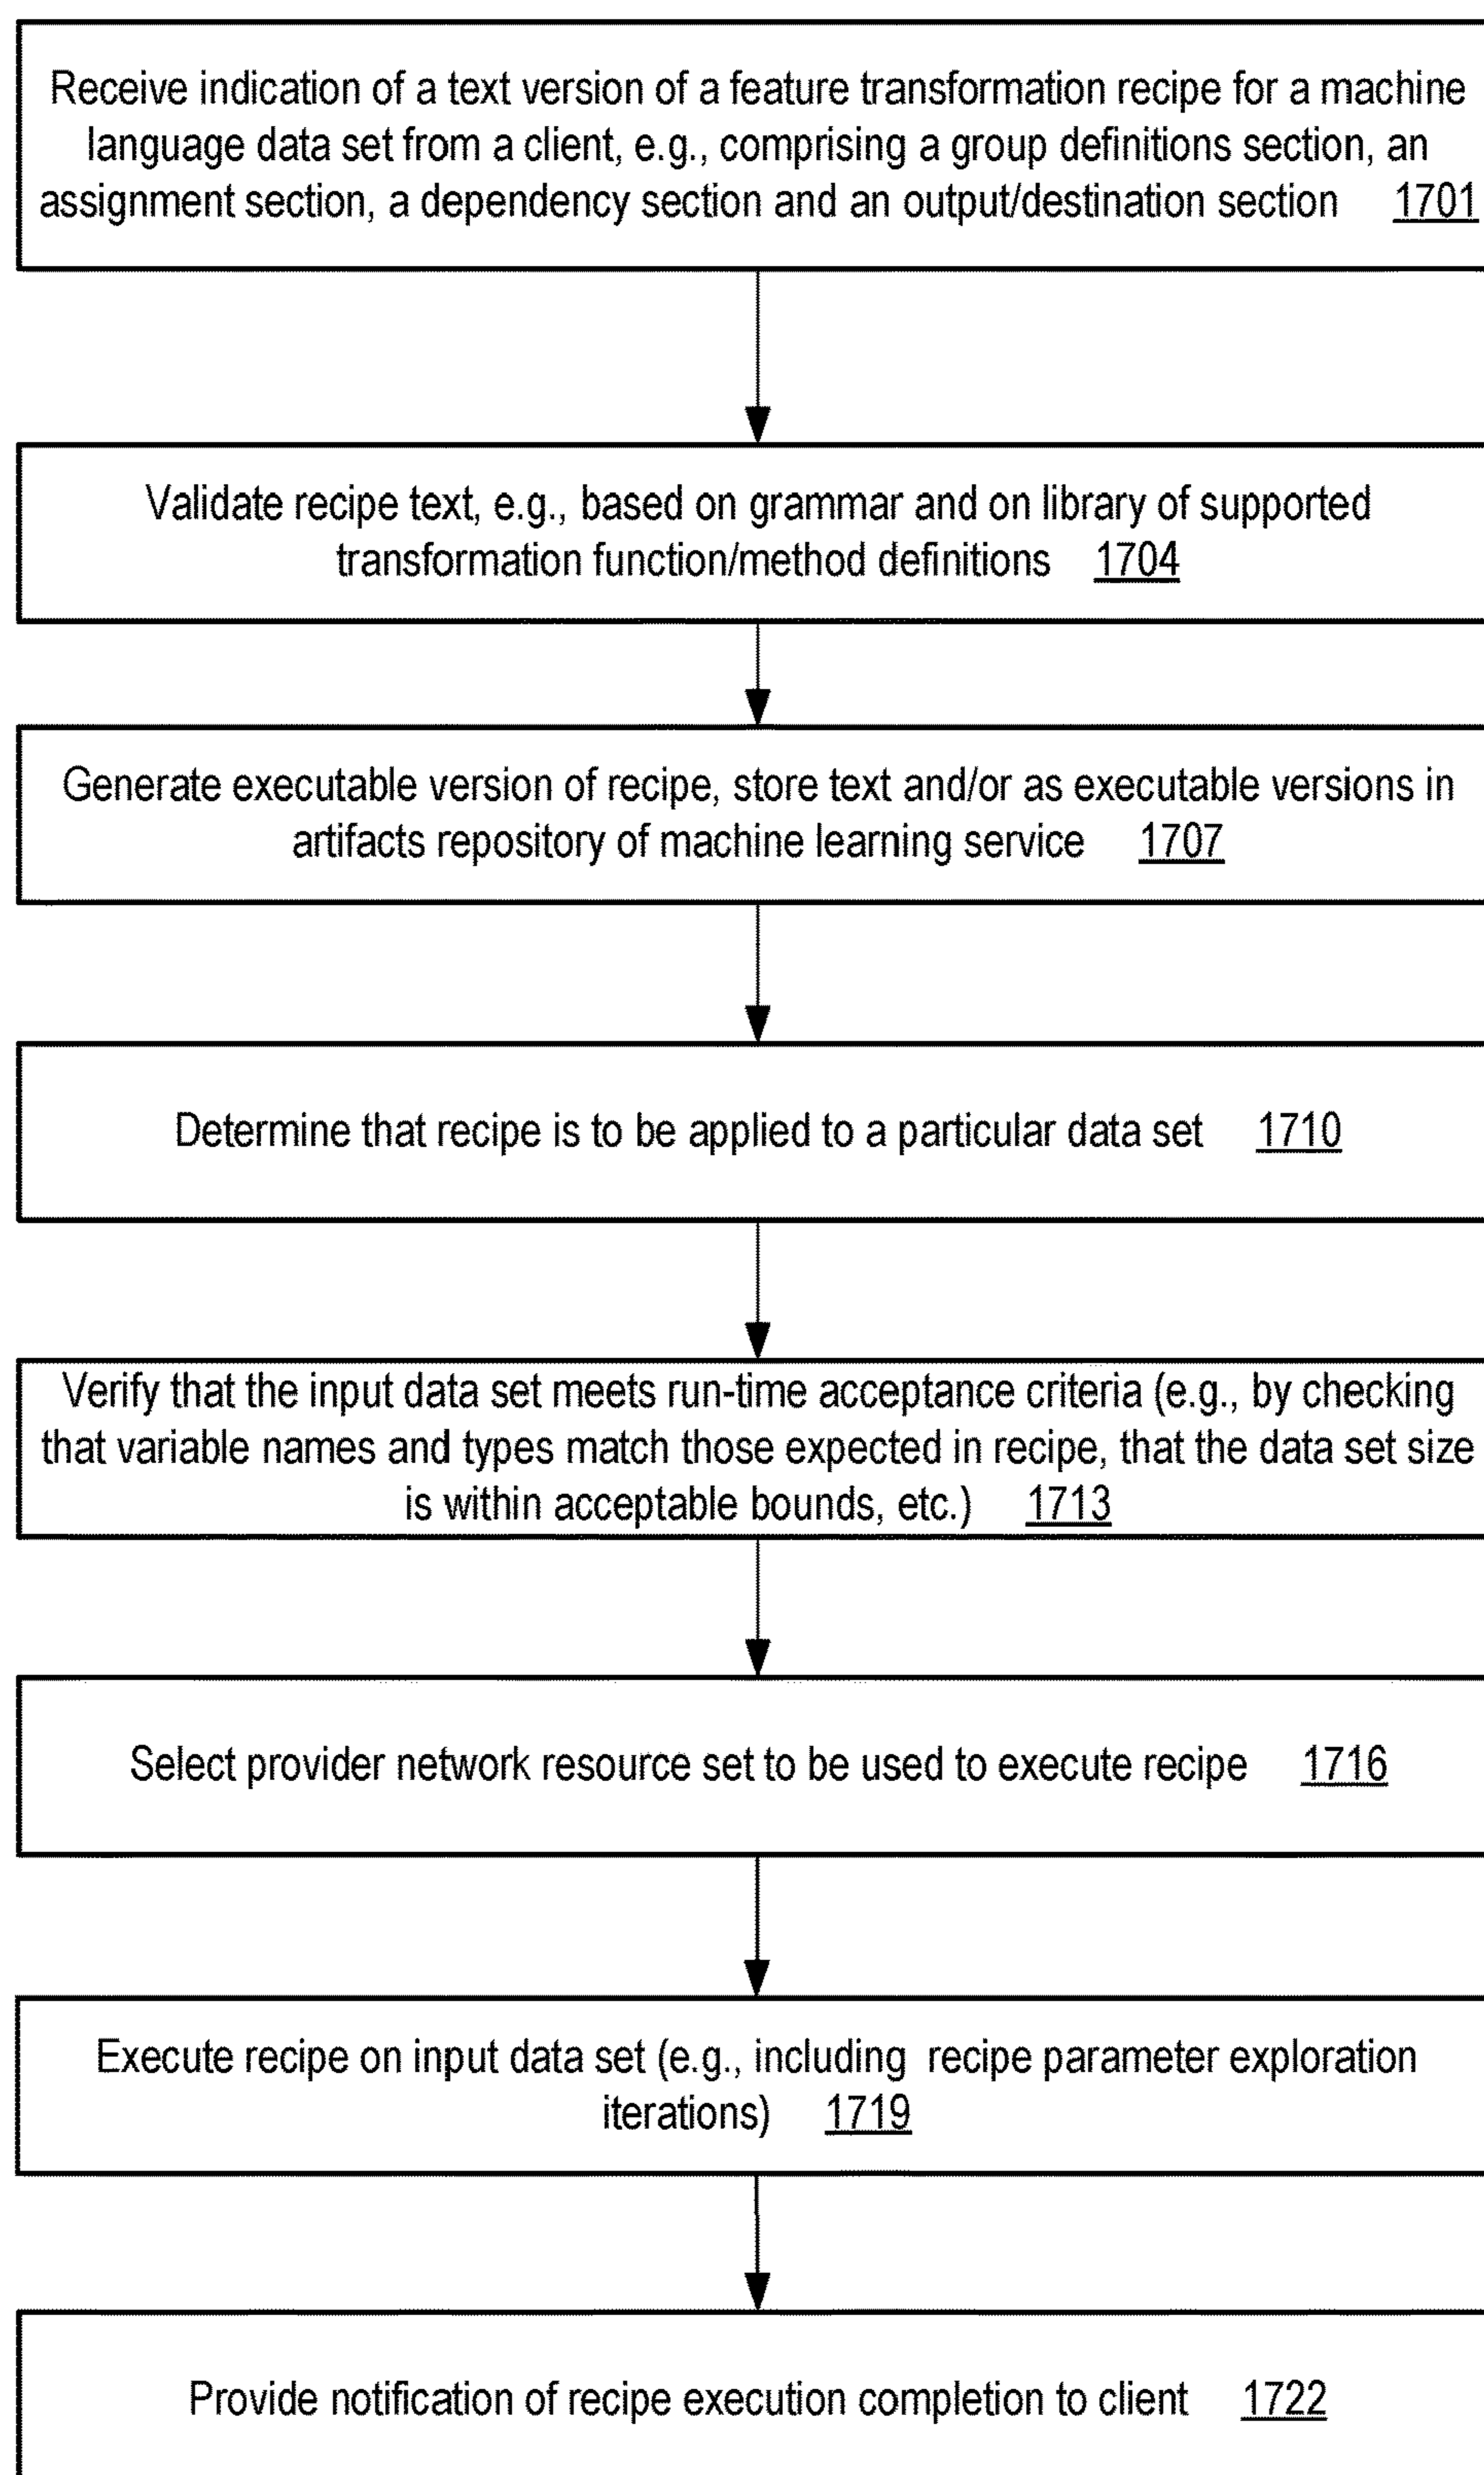 Receive indication of a text version of a feature transformation recipe for a machine
language data set from a client, e.g., comprising a group definitions section, an
assignment section, a dependency section and an output/destination section 1701
Validate recipe text, e.g., based on grammar and on library of supported
transformation function/method definitions 1704
Generate executable version of recipe, store text and/or as executable versions in
artifacts repository of machine learning service 1707
Determine that recipe is to be applied to a particular data set 1710
Verify that the input data set meets run-time acceptance criteria (e.g., by checking
that variable names and types match those expected in recipe, that the data set size
is within acceptable bounds, etc.) 1713
Select provider network resource set to be used to execute recipe 1716
Execute recipe on input data set (e.g., including recipe parameter exploration
iterations) 1719
Provide notification of recipe execution completion to client 1722